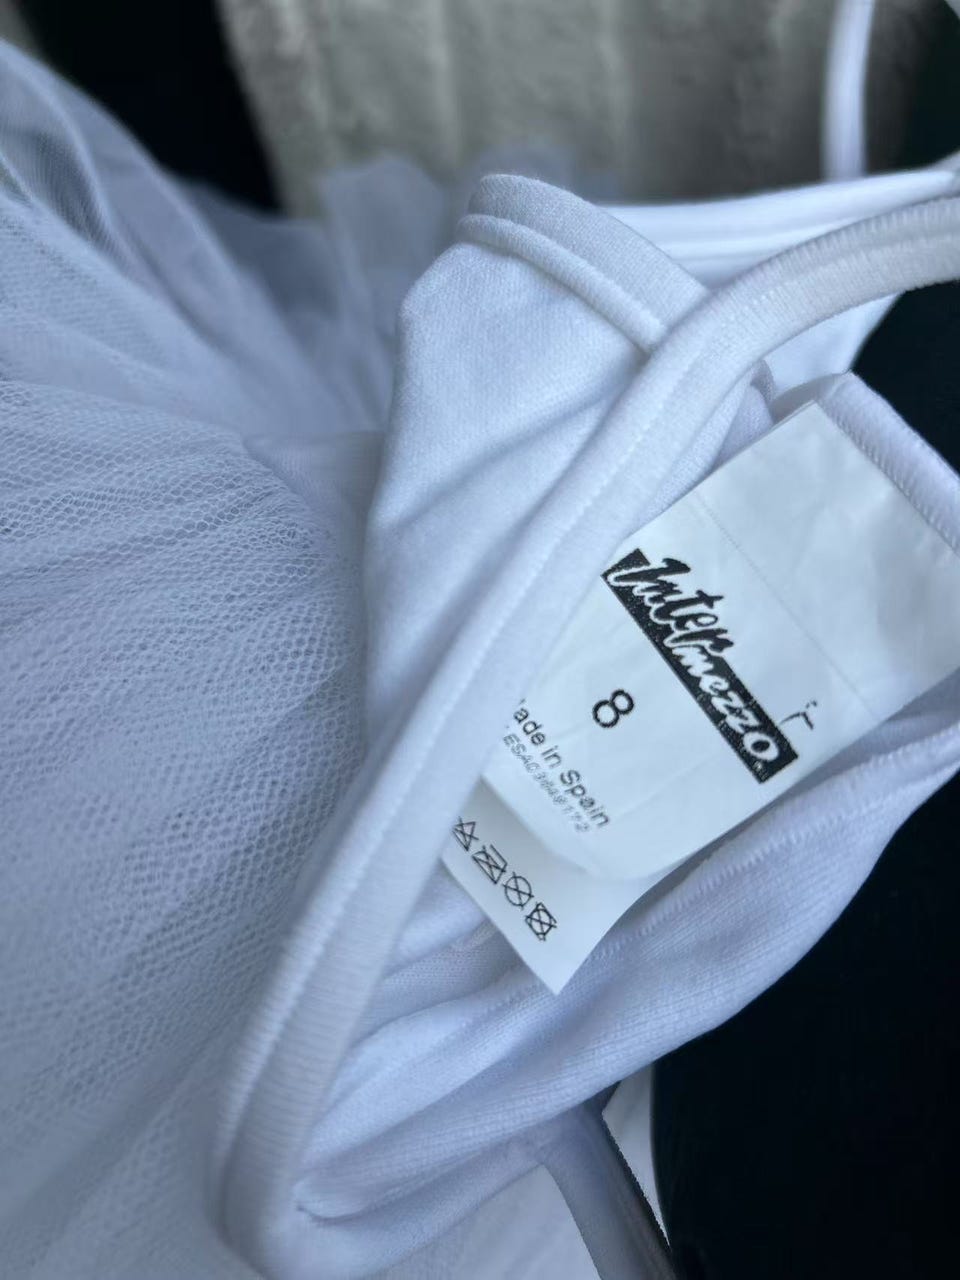 Intermezzo
8
ade in Spain